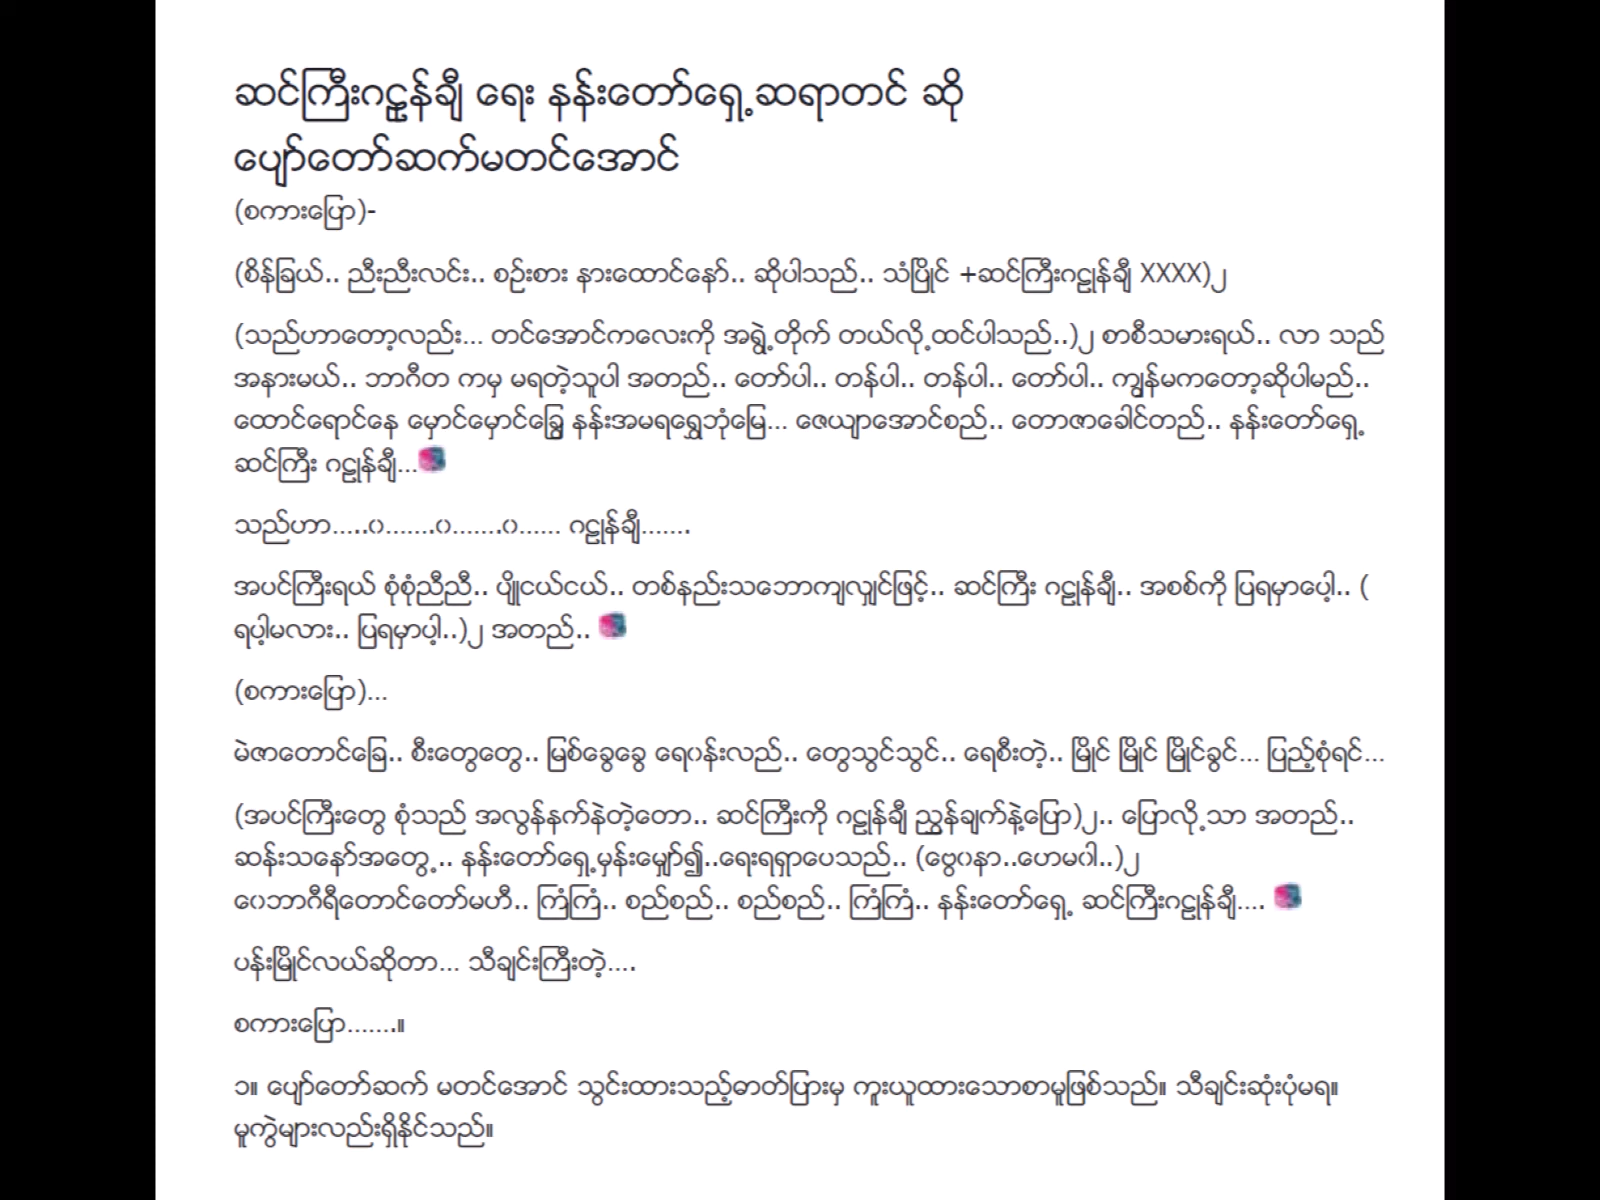 ဆင်ကြီးဂဠုန်ချီ ရေး နန်းတော်ရှေ့ဆရာတင် ဆို
ပျော်တော်ဆက်မတင်အောင်
(စကားပြော)-
(စိန်ခြယ်.. ညီးညီးလင်း.. စဉ်းစား နားထောင်နော်.. ဆိုပါသည်.. သံပြိုင် +ဆင်ကြီးဂဠုန်ချီ XXXX)၂
(သည်ဟာတော့လည်း... တင်အောင်ကလေးကို အရွဲ့တိုက် တယ်လို့ထင်ပါသည်..)၂ စာစီသမားရယ်.. လာ သည်
အနားမယ်.. ဘာဂီတ ကမှ မရတဲ့သူပါ အတည်.. တော်ပါ.. တန်ပါ.. တန်ပါ.. တော်ပါ.. ကျွန်မကတော့ဆိုပါမည်..
ထောင်ရောင်နေ မှောင်မှောင်ခြွေ နန်းအမရရွှေဘုံမြေ... ဇေယျာအောင်စည်.. တောဇာခေါင်တည်.. နန်းတော်ရှေ့
ဆင်ကြီး ဂဠုန်ချီ...
သည်ဟာ.....၀.......၀.......၀...... ဂဠုန်ချီ.......
အပင်ကြီးရယ် စုံစုံညီညီ.. ပျိုငယ်ငယ်.. တစ်နည်းသဘောကျလျှင်ဖြင့်.. ဆင်ကြီး ဂဠုန်ချီ.. အစစ်ကို ပြရမှာပေါ့.. (
ရပါ့မလား.. ပြရမှာပါ့..)၂ အတည်..
(စကားပြော)...
မဲဇာတောင်ခြေ.. စီးတွေတွေ.. မြစ်ခွေခွေ ရေ၀န်းလည်.. တွေသွင်သွင်.. ရေစီးတဲ့.. မြိုင် မြိုင် မြိုင်ခွင်... ပြည့်စုံရင်...
(အပင်ကြီးတွေ စုံသည် အလွန်နက်နဲတဲ့တော.. ဆင်ကြီးကို ဂဠုန်ချီ ညွှန်ချက်နဲ့ပြော)၂.. ပြောလို့သာ အတည်..
ဆန်းသနော်အတွေ့.. နန်းတော်ရှေ့မှန်းမျှော်၍..ရေးရရှာပေသည်.. (ဗွေ၀နာ..ဟေမ၀ါ..)၂
ဝေဘာဂီရိတောင်တော်မဟီ.. ကြံကြံ.. စည်စည်.. စည်စည်.. ကြံကြံ.. နန်းတော်ရှေ့ ဆင်ကြီးဂဠုန်ချီ....
ပန်းမြိုင်လယ်ဆိုတာ... သီချင်းကြီးတဲ့....
စကားပြော.......။
၁။ ပျော်တော်ဆက် မတင်အောင် သွင်းထားသည့်ဓာတ်ပြားမှ ကူးယူထားသောစာမူဖြစ်သည်။ သီချင်းဆုံးပုံမရ။
မူကွဲများလည်းရှိနိုင်သည်။